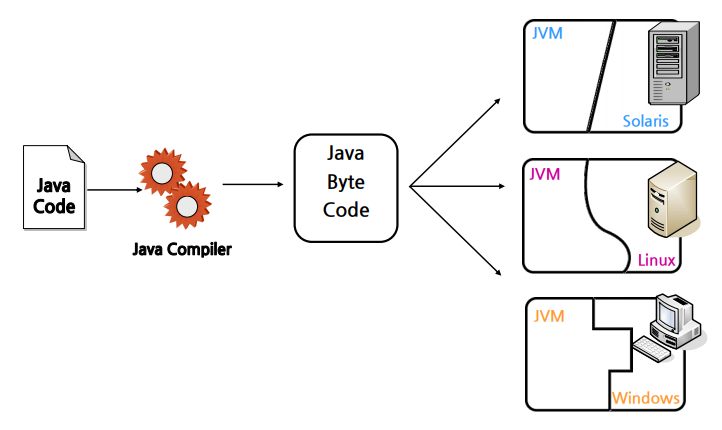 Java
Code
Java Compiler
Java
Byte
Code
JVM
Solaris
JVM
Linux
JVM
Windows